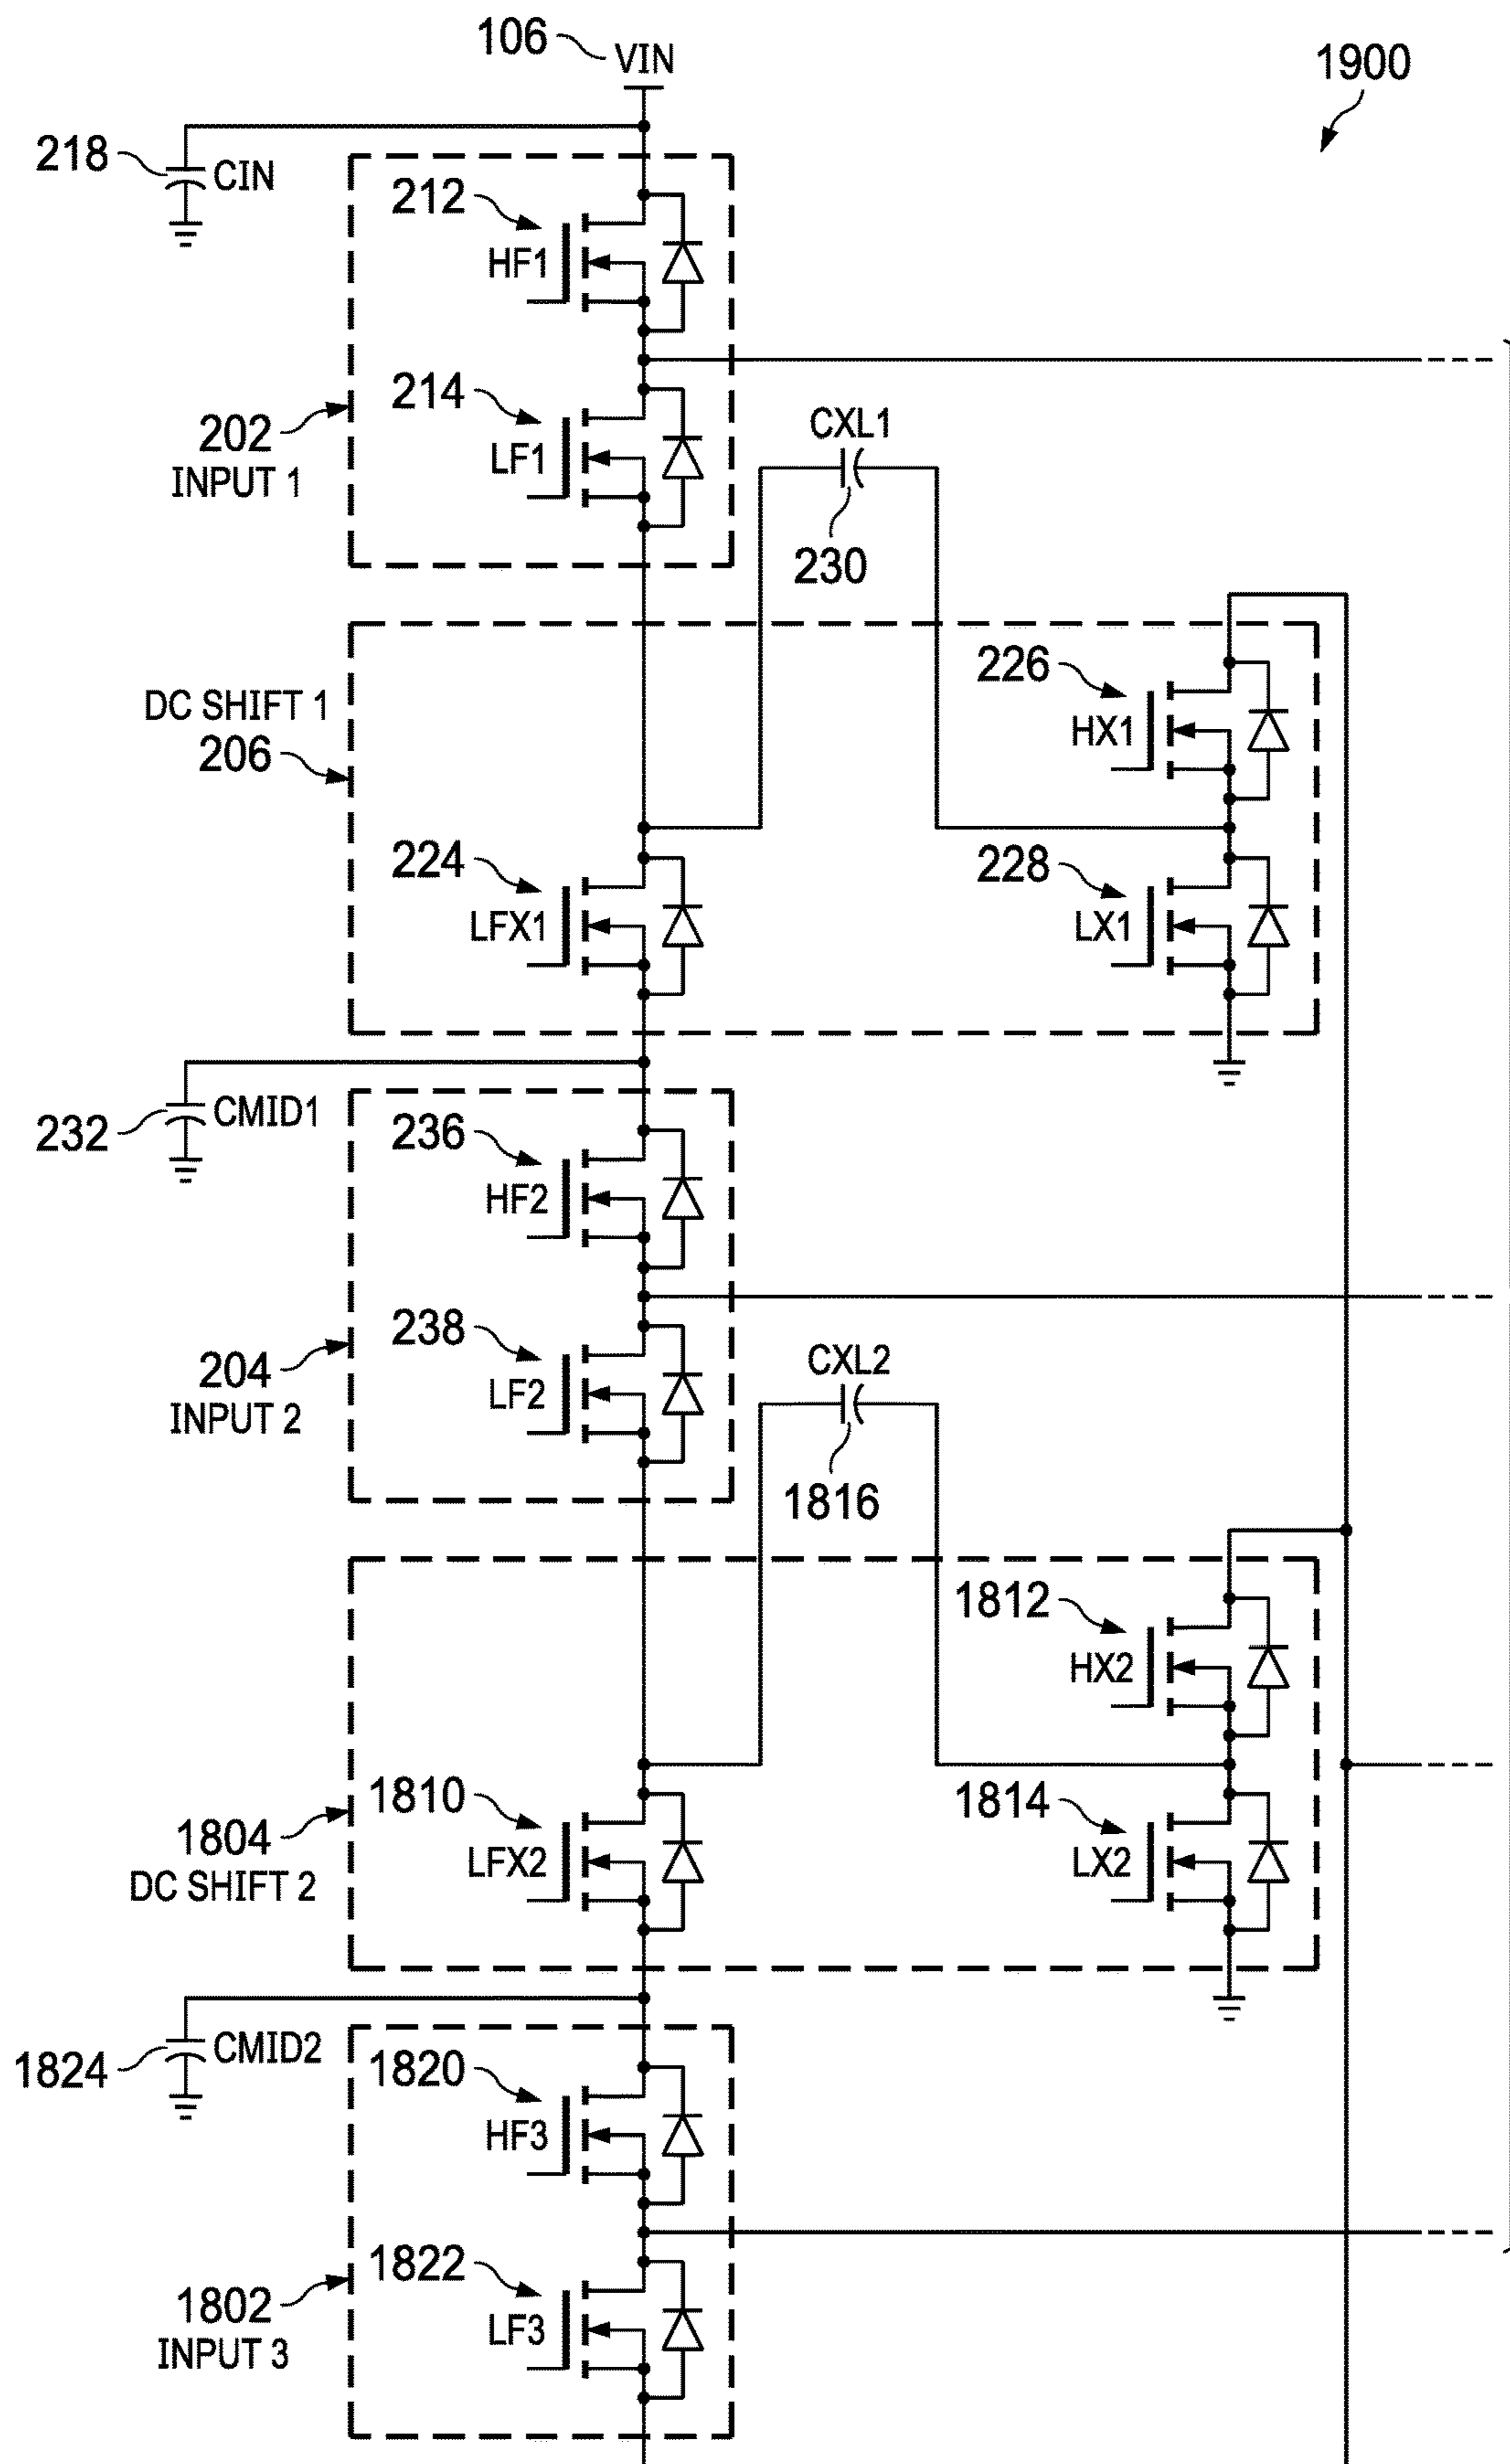 106
VIN
1900
218
CIN
212
HF1
214
LF1
202
INPUT 1
CXL1
230
DC SHIFT 1
206
226
HX1
224
LFX1
228
LX1
232
CMID1
236
HF2
238
LF2
204
INPUT 2
CXL2
1816
1812
HX2
1810
LFX2
1814
LX2
1804
DC SHIFT 2
1824
CMID2
1820
HF3
1822
LF3
1802
INPUT 3